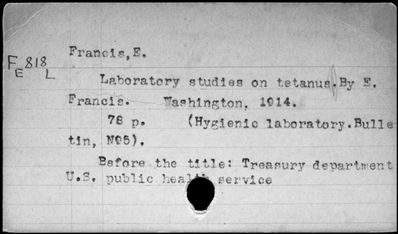 Francis, E.
F 818
E L
Laboratory studies on tetanus. By E.
Francis. Washington, 1914.
78 p. (Hygienic laboratory. Bulle
tin, №95).
Before the title: Treasury department
U.S. public health service